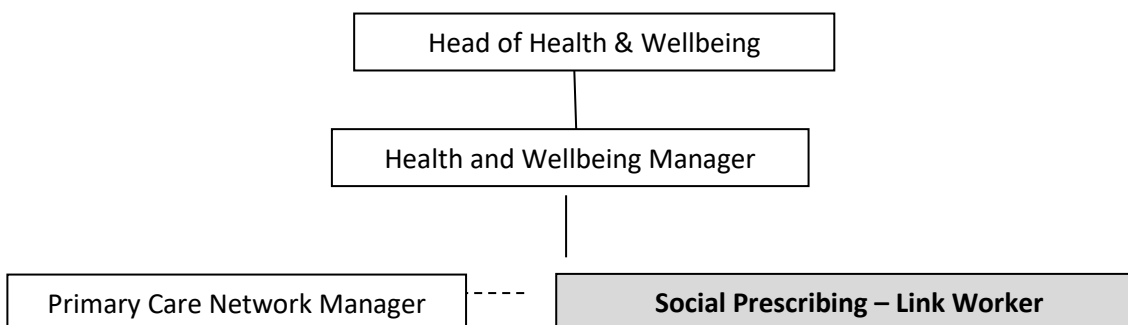 Head of Health & Wellbeing
Health and Wellbeing Manager
Primary Care Network Manager
Social Prescribing – Link Worker